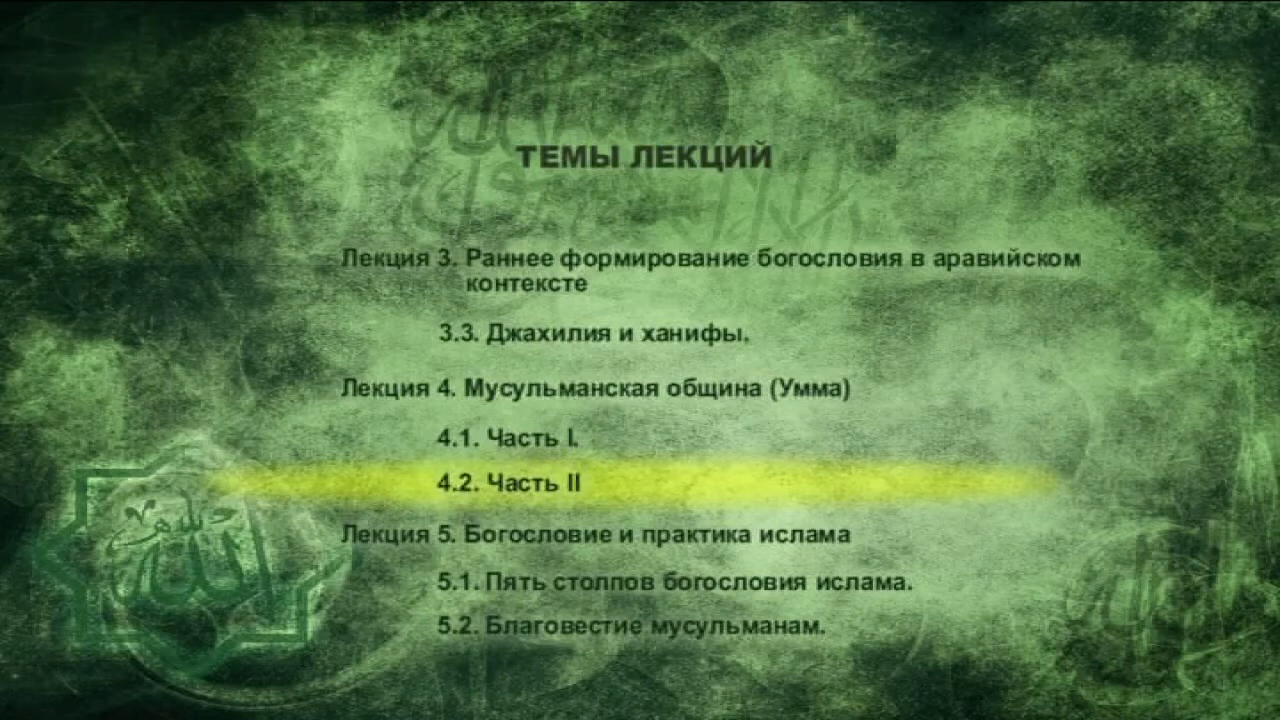 ТЕМЫ ЛЕКЦИЙ
Лекция 3. Раннее формирование богословия в аравийском
контексте
3.3. Джахилия и ханифы.
Лекция 4. Мусульманская община (Умма)
4.1. Часть I.
4.2. Часть II
Лекция 5. Богословие и практика ислама
5.1. Пять столпов богословия ислама.
5.2. Благовестие мусульманам.
الله